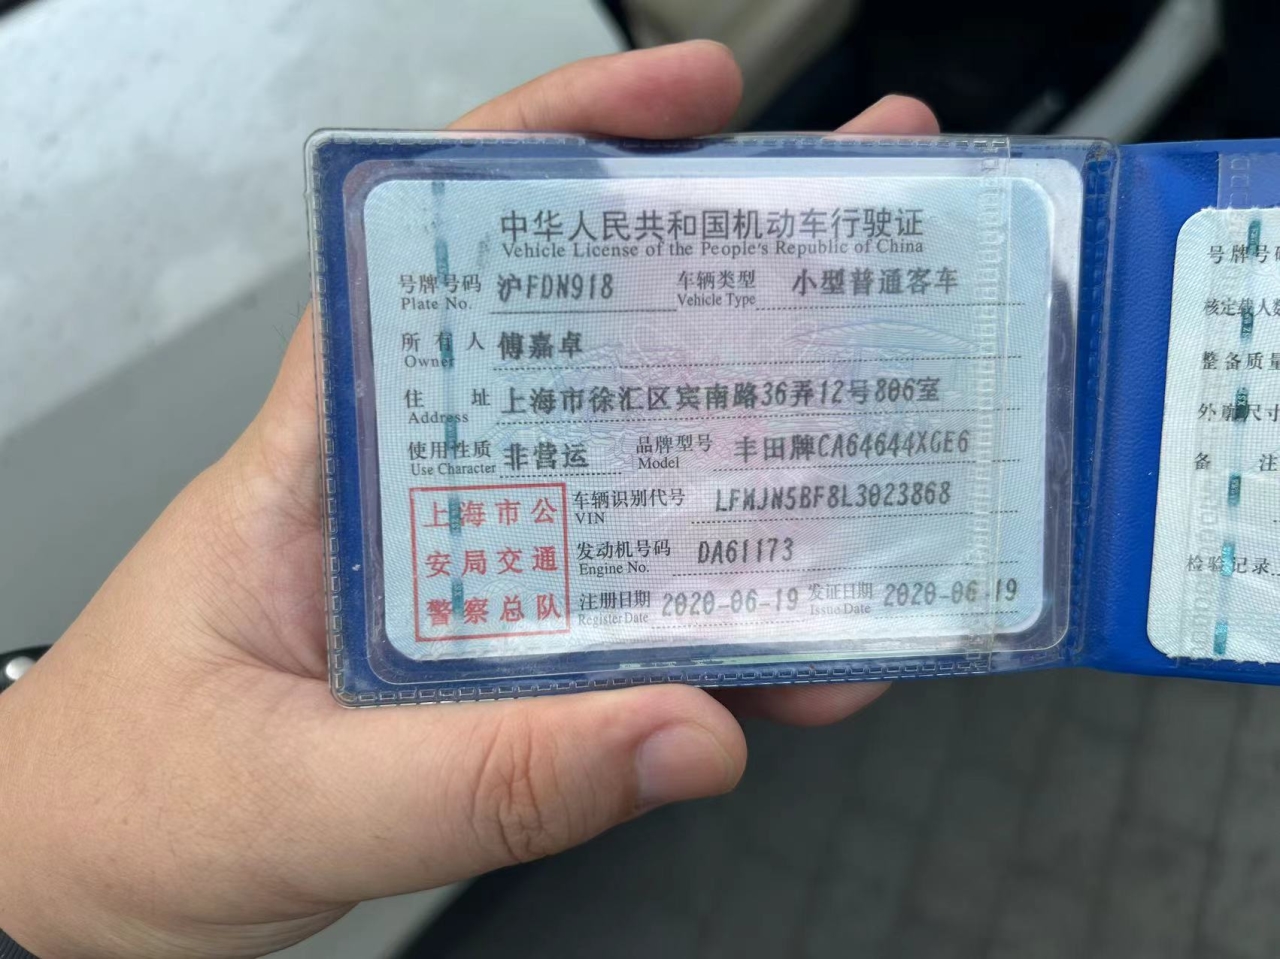 中华人民共和国机动车行驶证
Vehicle License of the People's Republic of China
号牌号码 沪FDN918 车辆类型 小型普通客车
Plate No. Vehicle Type
所有人 傅嘉卓
Owner
住址 上海市徐汇区宾南路36弄12号806室
Address
使用性质 非营运 品牌型号 丰田牌CA64644XGE6
Use Character Model
上海市公
安局交通
警察总队
车辆识别代号 LFMJN5BF8L3023868
VIN
发动机号码 DA61173
Engine No.
注册日期 2020-06-19 发证日期 2020-06-19
Register Date Issue Date
号牌号码
核定载人数
整备质量
外廓尺寸
备注
检验记录